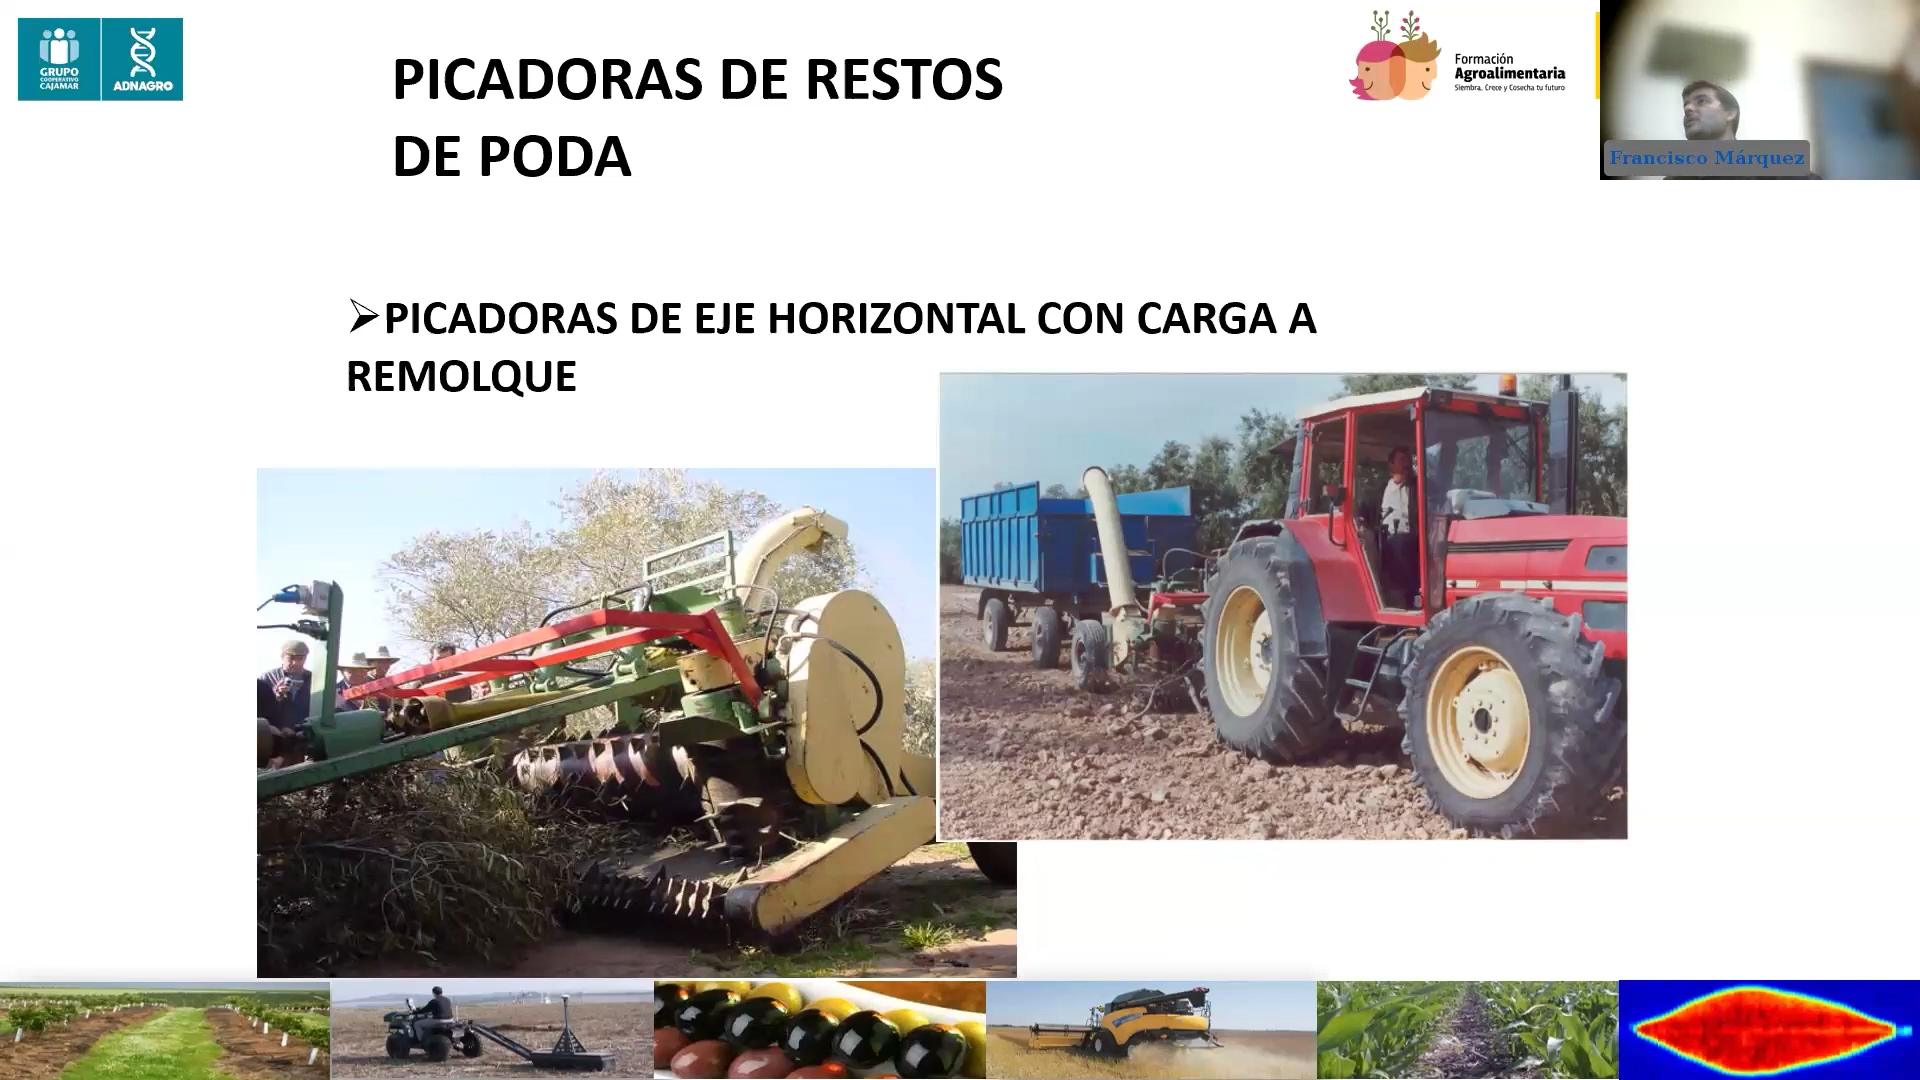 GRUPO
COOPERATIVO
CAJAMAR
ADNAGRO
PICADORAS DE RESTOS
DE PODA
Formación
Agroalimentaria
Siembra, Crece y Cosecha tu futuro
Francisco Márquez
➢PICADORAS DE EJE HORIZONTAL CON CARGA A
REMOLQUE